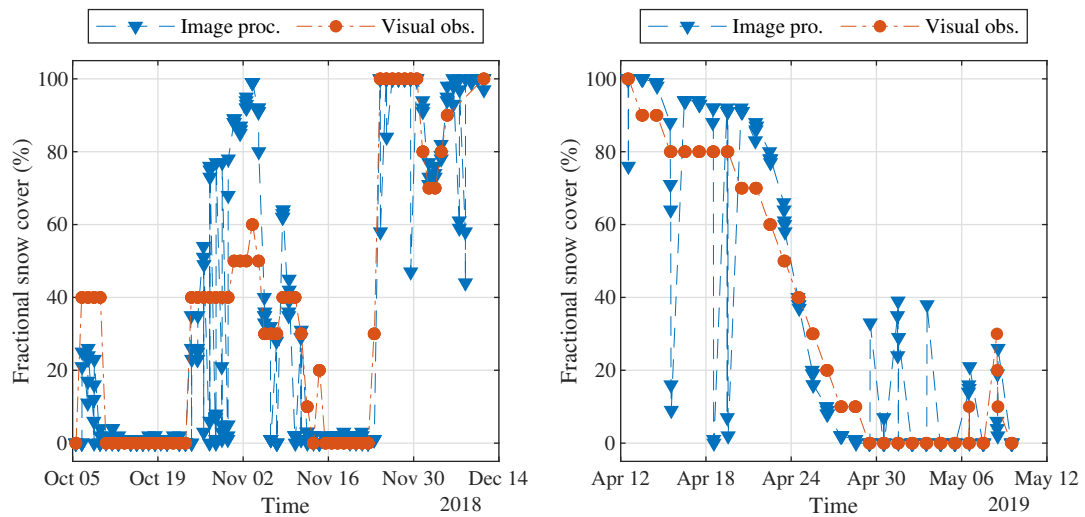 Image proc. Visual obs.
Fractional snow cover (%)
100
80
60
40
20
0
Oct 05 Oct 19 Nov 02 Nov 16 Nov 30 Dec 14
Time 2018
Image pro. Visual obs.
Fractional snow cover (%)
100
80
60
40
20
0
Apr 12 Apr 18 Apr 24 Apr 30 May 06 May 12
Time 2019